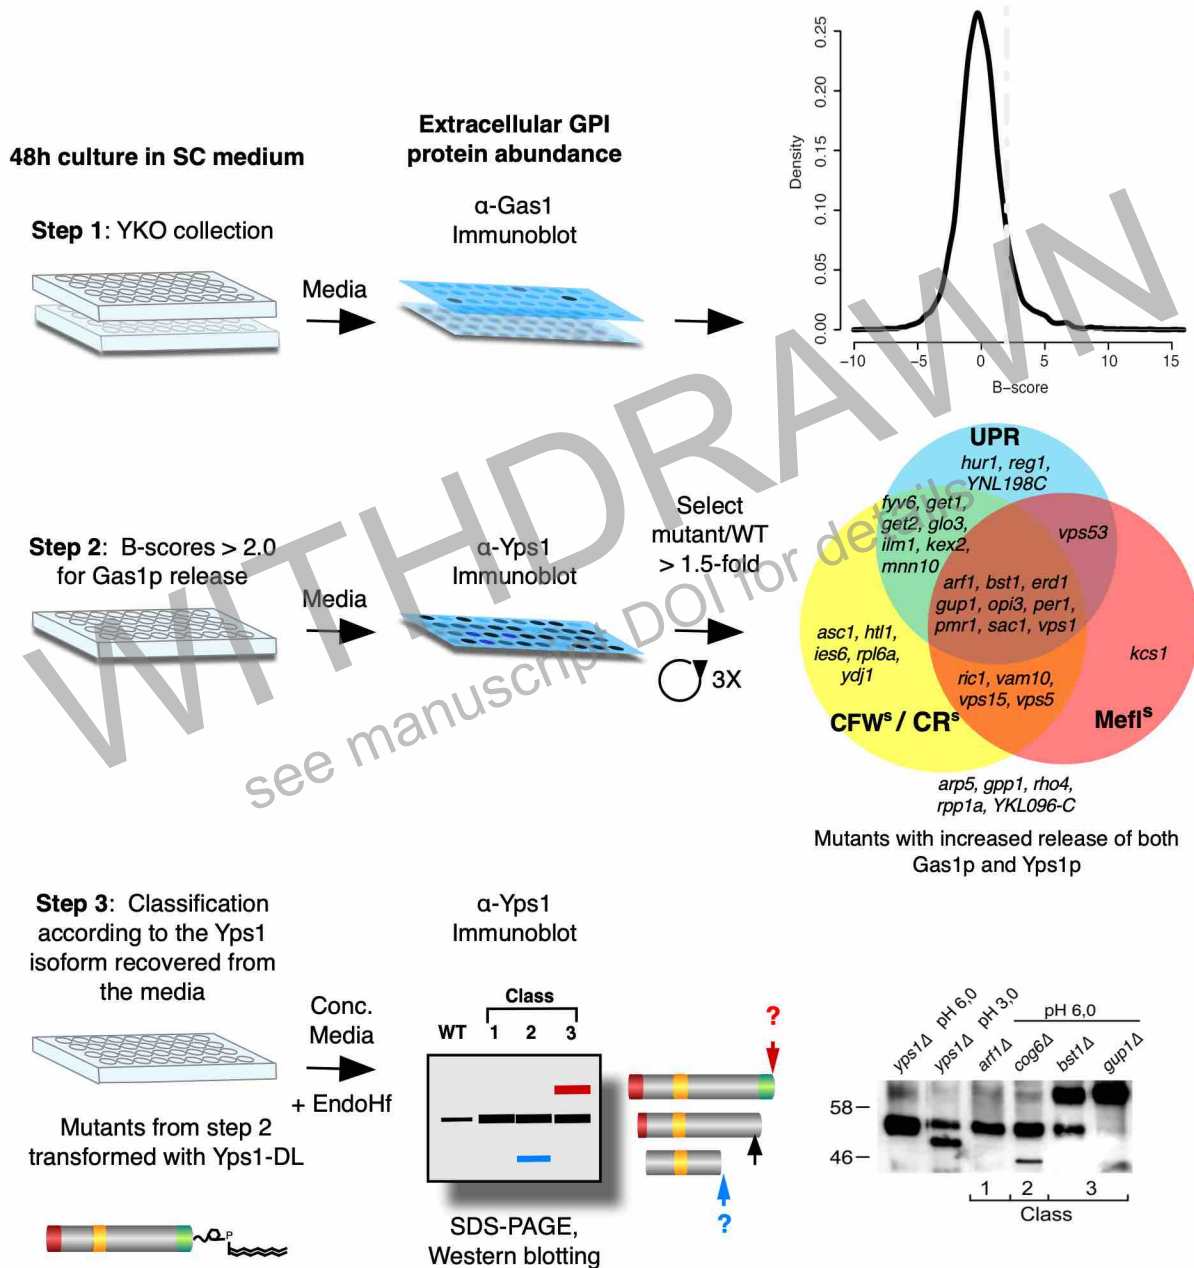 48h culture in SC medium
Extracellular GPI
protein abundance
Step 1: YKO collection
Media
α-Gas1
Immunoblot
Density
0.00
0.05
0.10
0.15
0.20
0.25
−10
−5
0
5
10
15
B−score
Step 2: B-scores > 2.0
for Gas1p release
Media
α-Yps1
Immunoblot
Select
mutant/WT
> 1.5-fold
3X
UPR
hur1, reg1,
YNL198C
fyv6, get1,
get2, glo3,
ilm1, kex2,
mnn10
vps53
arf1, bst1, erd1
gup1, opi3, per1,
pmr1, sac1, vps1
asc1, htl1,
ies6, rpl6a,
ydj1
kcs1
ric1, vam10,
vps15, vps5
CFWˢ / CRˢ
Meflˢ
arp5, gpp1, rho4,
rpp1a, YKL096-C
Mutants with increased release of both
Gas1p and Yps1p
WITHDRAWN
see manuscript DOI for details
Step 3: Classification
according to the Yps1
isoform recovered from
the media
Mutants from step 2
transformed with Yps1-DL
P
Conc.
Media
+ EndoHf
α-Yps1
Immunoblot
Class
WT 1 2 3
?
?
SDS-PAGE,
Western blotting
yps1Δ pH 6,0
yps1Δ pH 3,0
pH 6,0
arf1Δ
cog6Δ
bst1Δ
gup1Δ
58
46
1 2 3
Class